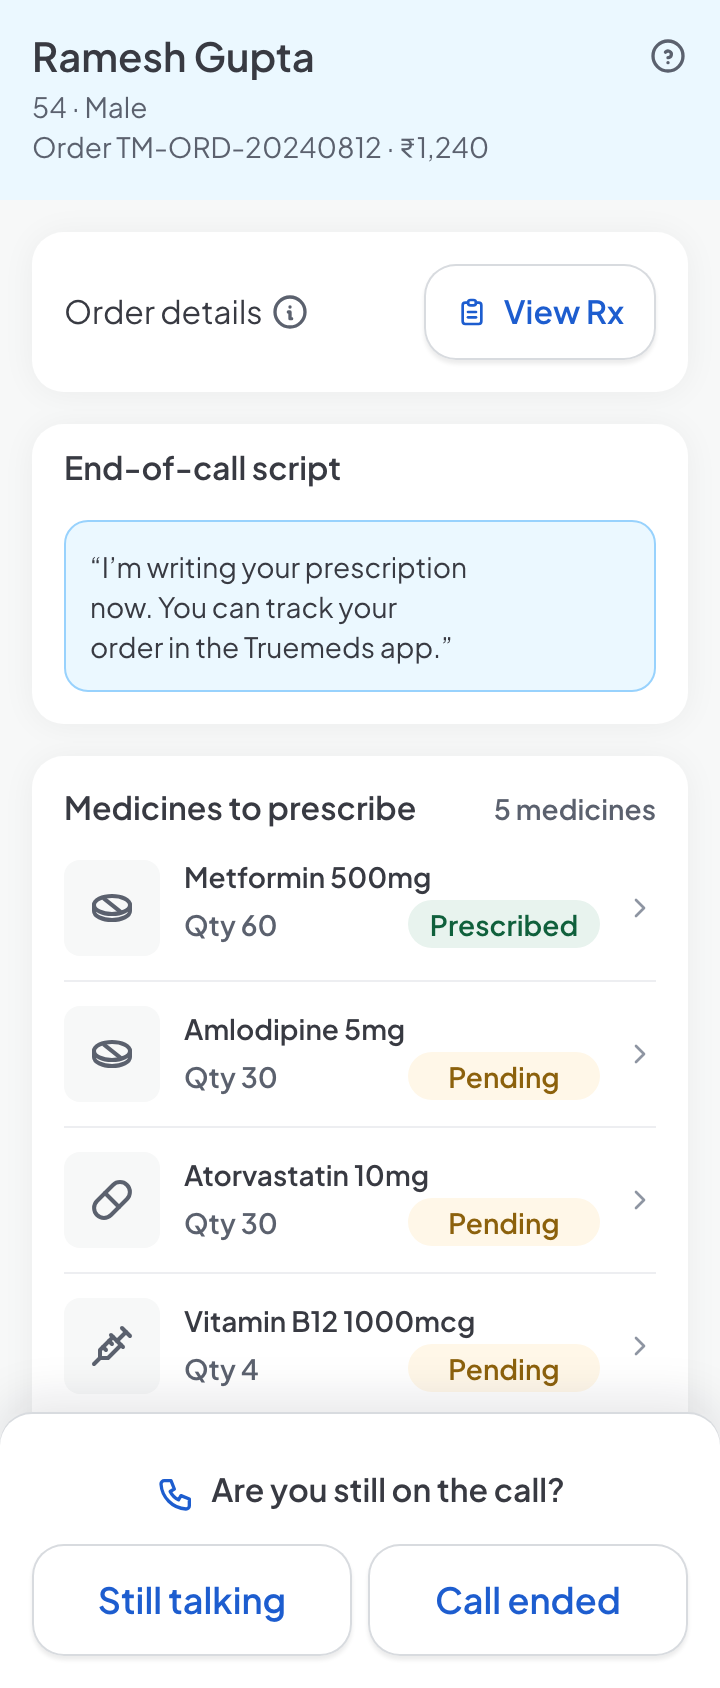 Ramesh Gupta
54 · Male
Order TM-ORD-20240812 · ₹1,240
Order details
View Rx
End-of-call script
“I’m writing your prescription
now. You can track your
order in the Truemeds app.”
Medicines to prescribe
5 medicines
Metformin 500mg
Qty 60
Prescribed
Amlodipine 5mg
Qty 30
Pending
Atorvastatin 10mg
Qty 30
Pending
Vitamin B12 1000mcg
Qty 4
Pending
Are you still on the call?
Still talking
Call ended